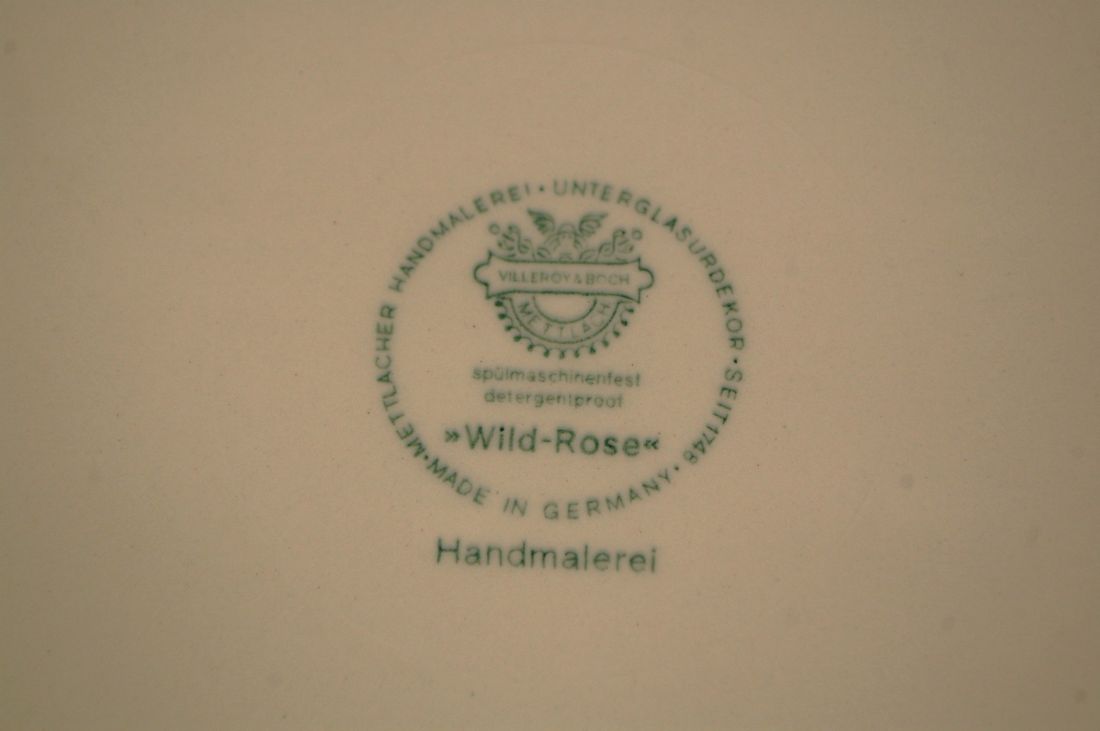 METTLACHER HANDMALEREI · UNTERGLASURDEKOR · SEIT 1748 ·
VILLEROY & BOCH
METTLACH
spülmaschinenfest
detergentproof
»Wild-Rose«
· MADE IN GERMANY ·
Handmalerei